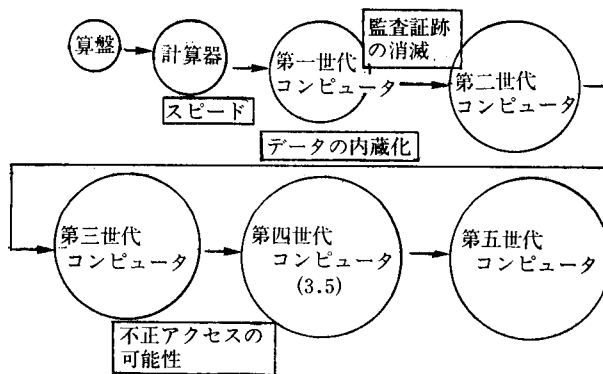 算盤
計算器
スピード
第一世代
コンピュータ
監査証跡
の消減
第二世代
コンピュータ
データの内蔵化
第三世代
コンピュータ
第四世代
コンピュータ
(3.5)
第五世代
コンピュータ
不正アクセスの
可能性